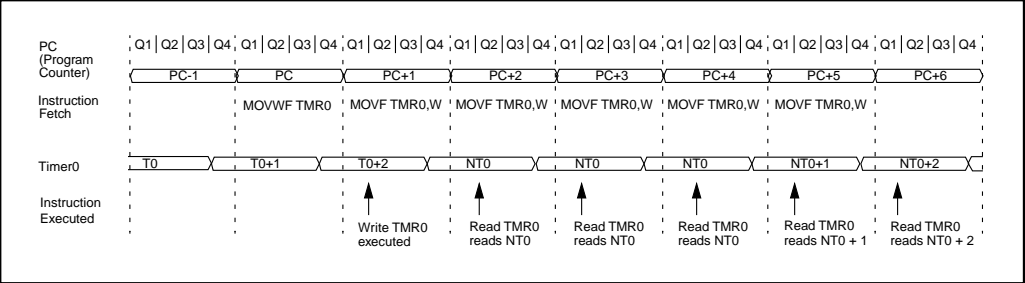 PC
(Program
Counter)
Q1 Q2 Q3 Q4 Q1 Q2 Q3 Q4 Q1 Q2 Q3 Q4 Q1 Q2 Q3 Q4 Q1 Q2 Q3 Q4 Q1 Q2 Q3 Q4 Q1 Q2 Q3 Q4 Q1 Q2 Q3 Q4
PC-1 PC PC+1 PC+2 PC+3 PC+4 PC+5 PC+6
Instruction
Fetch
MOVWF TMR0 MOVF TMR0,W MOVF TMR0,W MOVF TMR0,W MOVF TMR0,W MOVF TMR0,W
Timer0
T0 T0+1 T0+2 NT0 NT0 NT0 NT0+1 NT0+2
Instruction
Executed
Write TMR0
executed
Read TMR0
reads NT0
Read TMR0
reads NT0
Read TMR0
reads NT0
Read TMR0
reads NT0 + 1
Read TMR0
reads NT0 + 2